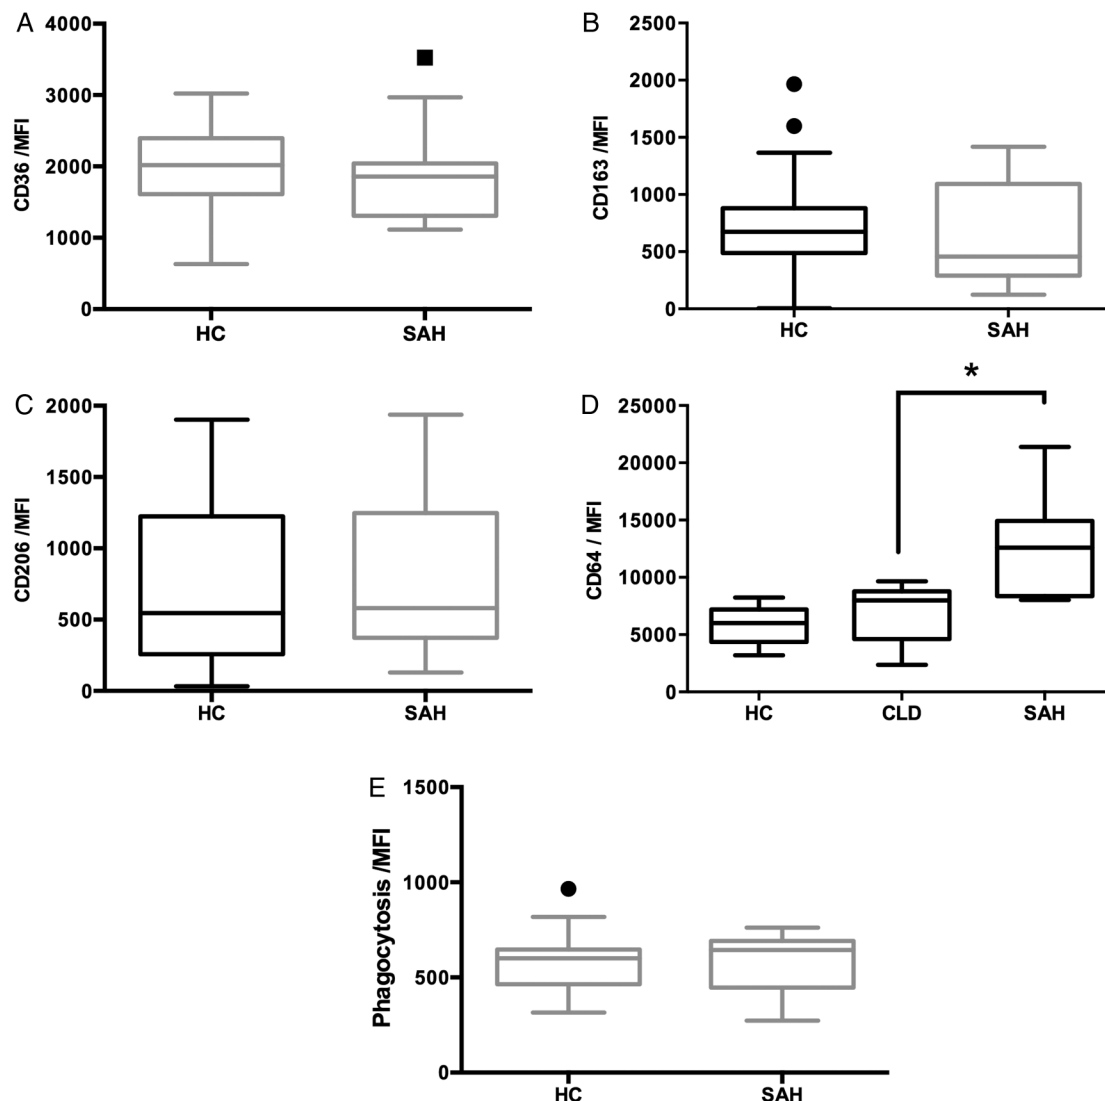 A
4000
3000
2000
1000
0
CD36 /MFI
HC
SAH
B
2500
2000
1500
1000
500
0
CD163 /MFI
HC
SAH
C
2000
1500
1000
500
0
CD206 /MFI
HC
SAH
D
*
25000
20000
15000
10000
5000
0
CD64 / MFI
HC
CLD
SAH
E
1500
1000
500
0
Phagocytosis /MFI
HC
SAH